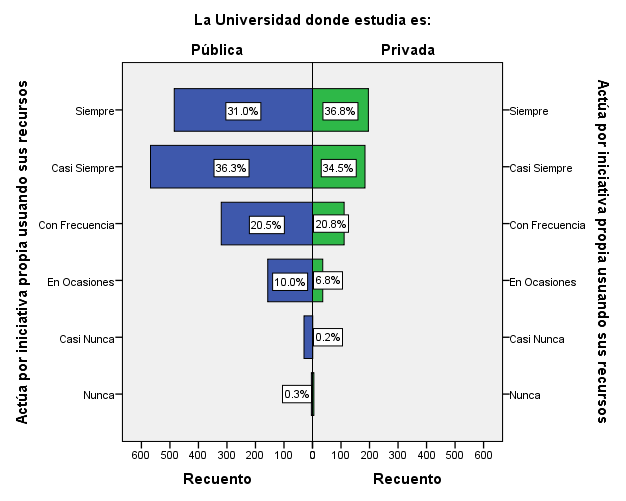 La Universidad donde estudia es:
Pública Privada
Actúa por iniciativa propia usuando sus recursos
Actúa por iniciativa propia usuando sus recursos
Siempre 31.0% 36.8% Siempre
Casi Siempre 36.3% 34.5% Casi Siempre
Con Frecuencia 20.5% 20.8% Con Frecuencia
En Ocasiones 10.0% 6.8% En Ocasiones
Casi Nunca 0.2% Casi Nunca
Nunca 0.3% Nunca
600 500 400 300 200 100 0 100 200 300 400 500 600
Recuento Recuento